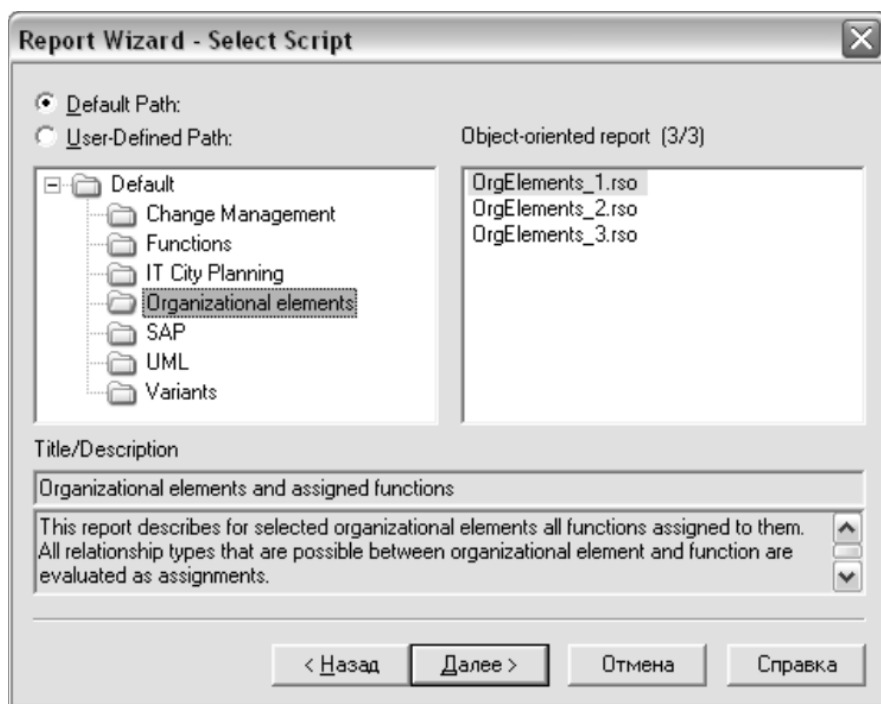 Report Wizard - Select Script
Default Path:
User-Defined Path:
Object-oriented report (3/3)
Default
Change Management
Functions
IT City Planning
Organizational elements
SAP
UML
Variants
OrgElements_1.rso
OrgElements_2.rso
OrgElements_3.rso
Title/Description
Organizational elements and assigned functions
This report describes for selected organizational elements all functions assigned to them.
All relationship types that are possible between organizational element and function are
evaluated as assignments.
< Назад
Далее >
Отмена
Справка